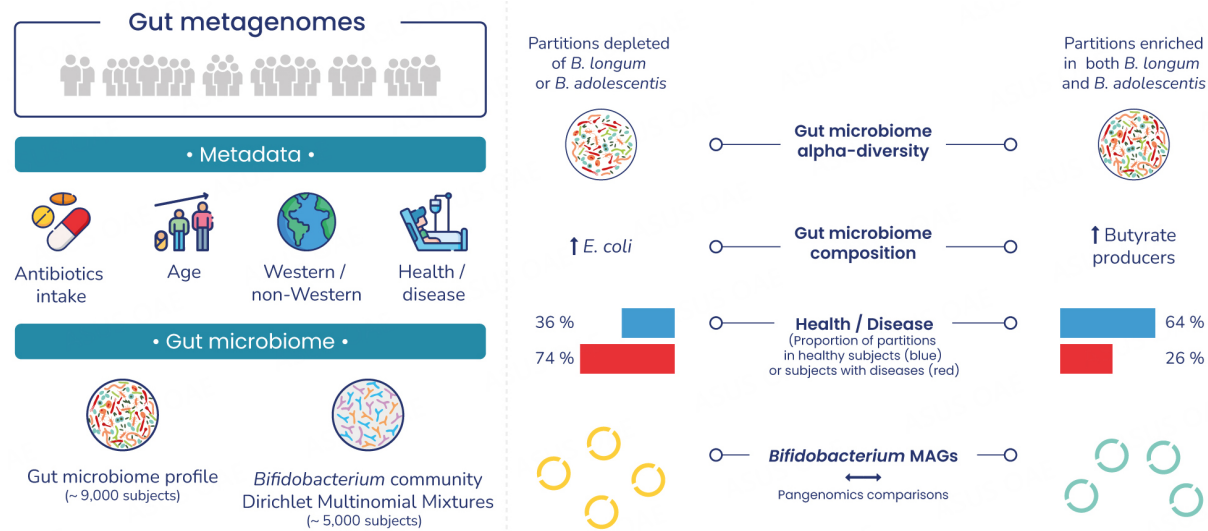 Gut metagenomes
• Metadata •
Antibiotics
intake
Age
Western /
non-Western
Health /
disease
• Gut microbiome •
Gut microbiome profile
(~ 9,000 subjects)
Bifidobacterium community
Dirichlet Multinomial Mixtures
(~ 5,000 subjects)
Partitions depleted
of B. longum
or B. adolescentis
Partitions enriched
in both B. longum
and B. adolescentis
Gut microbiome
alpha-diversity
↑ E. coli
Gut microbiome
composition
↑ Butyrate
producers
36 %
74 %
Health / Disease
(Proportion of partitions
in healthy subjects (blue)
or subjects with diseases (red)
64 %
26 %
Bifidobacterium MAGs
Pangenomics comparisons